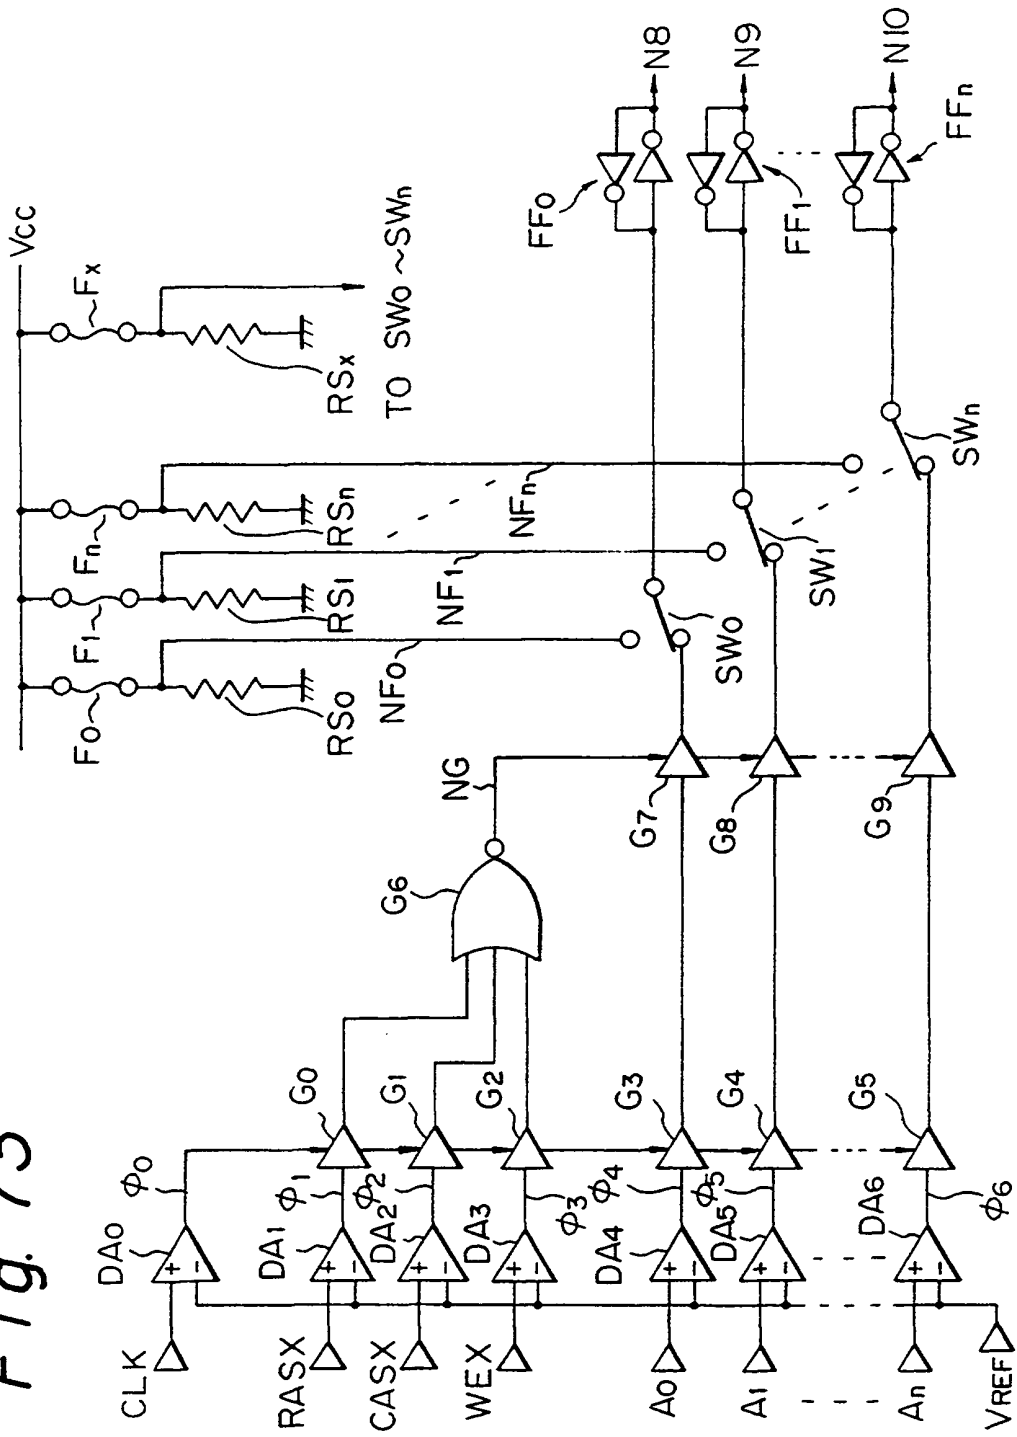 Fig. 73
Vcc
F0
F1
Fn
Fx
RS0
RS1
RSn
RSx
TO SW0 ~SWn
NF0
NF1
NFn
CLK
DA0
φ0
RASX
DA1
φ1
G0
CASX
DA2
φ2
G1
WEX
DA3
φ3
G2
G6
NG
A0
DA4
φ4
G3
G7
SW0
FF0
N8
A1
DA5
φ5
G4
G8
SW1
FF1
N9
An
DA6
φ6
G5
G9
SWn
FFn
N10
VREF